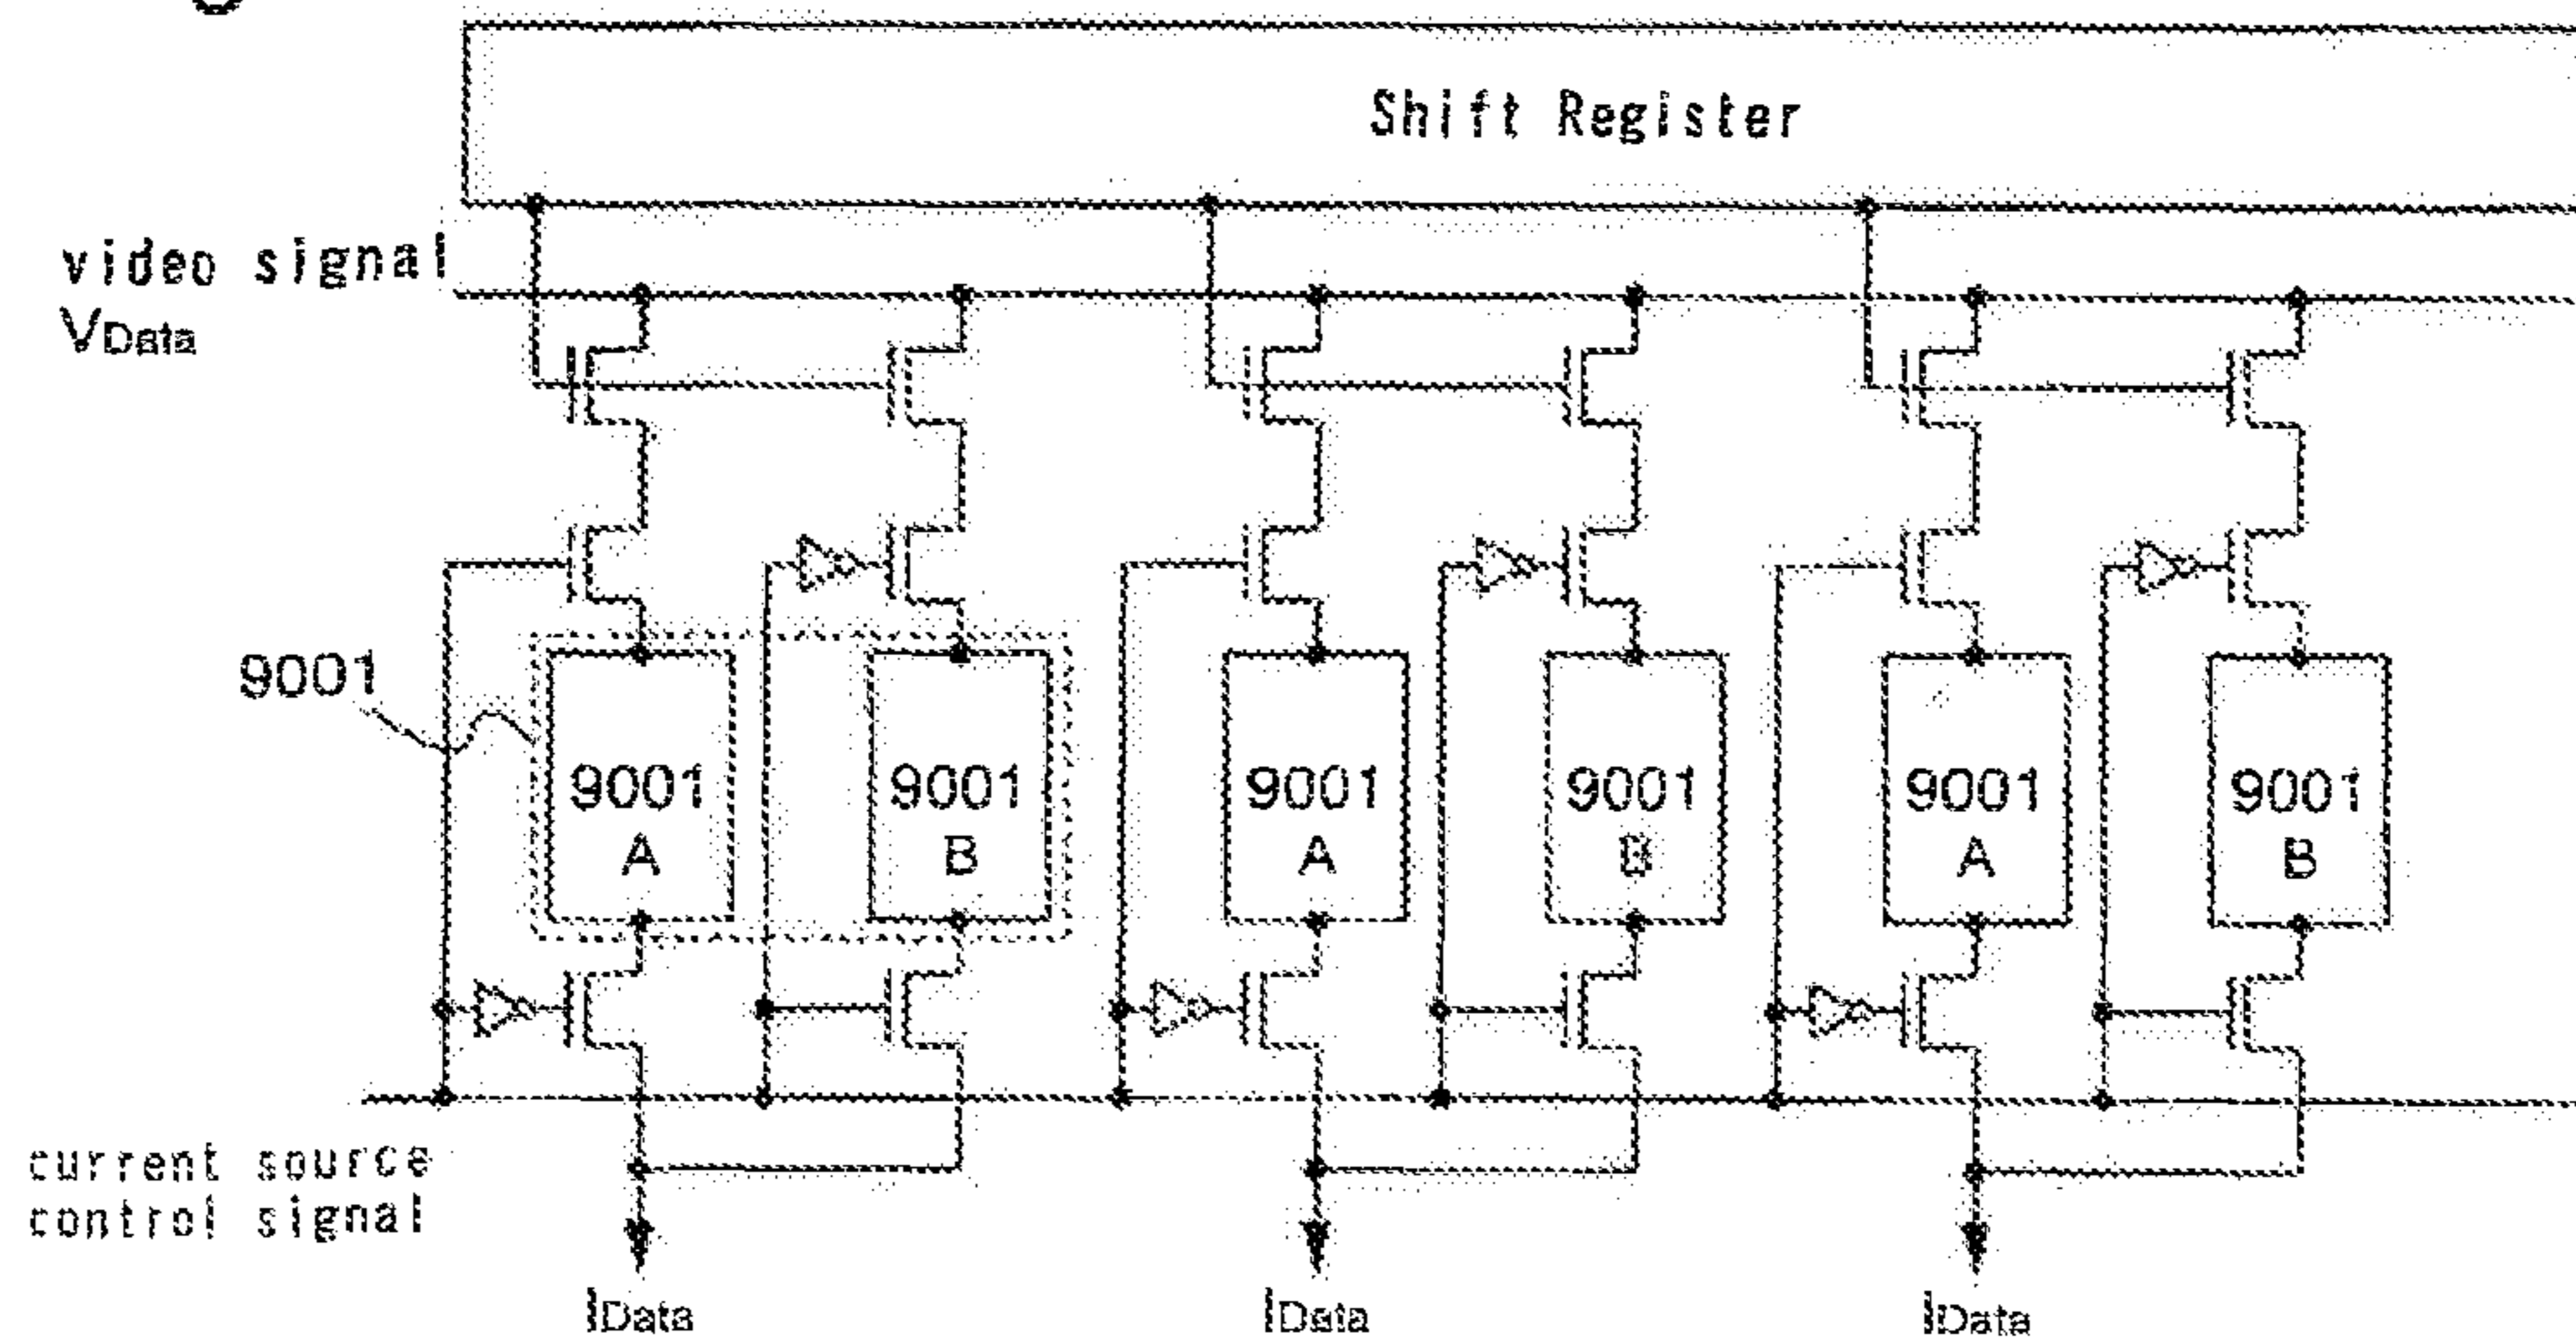 Shift Register
video signal
VData
9001
9001
A
9001
B
9001
A
9001
B
9001
A
9001
B
current source
control signal
IData
IData
IData